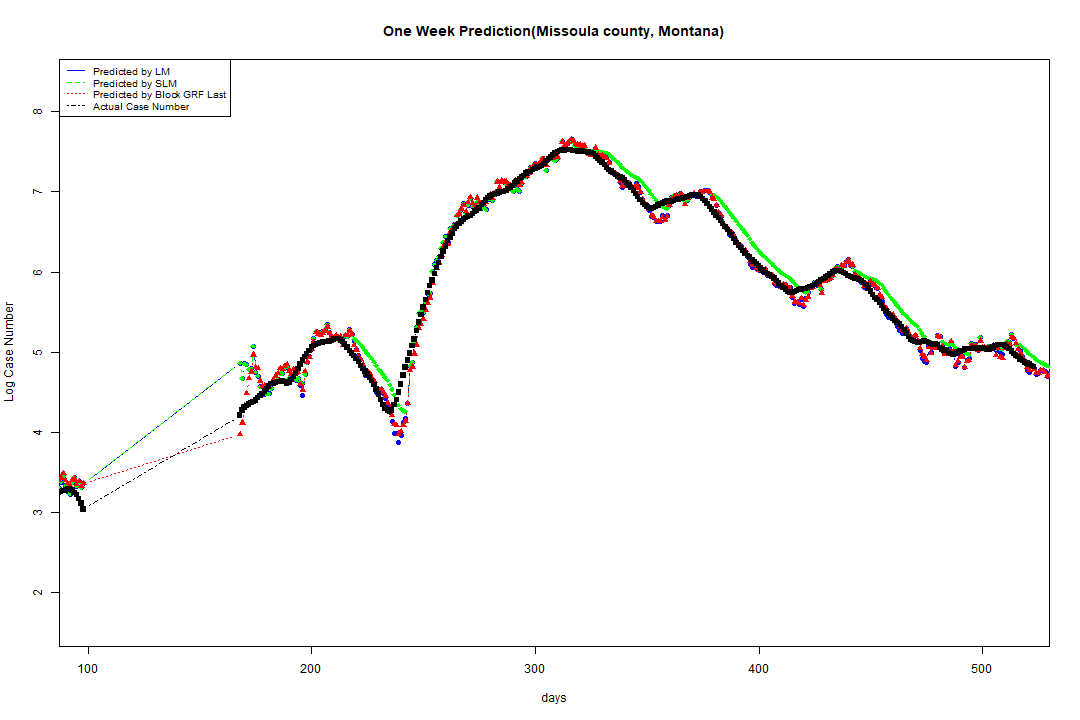 One Week Prediction(Missoula county, Montana)
Predicted by LM
Predicted by SLM
Predicted by Block GRF Last
Actual Case Number
8
7
6
5
4
3
2
Log Case Number
100 200 300 400 500
days